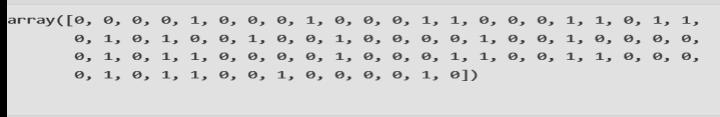 array([0, 0, 0, 0, 1, 0, 0, 0, 1, 0, 0, 0, 1, 1, 0, 0, 0, 1, 1, 0, 1, 1,
0, 1, 0, 1, 0, 0, 1, 0, 0, 1, 0, 0, 0, 0, 1, 0, 0, 1, 0, 0, 0, 0,
0, 1, 0, 1, 1, 0, 0, 0, 0, 1, 0, 0, 0, 1, 1, 0, 0, 1, 1, 0, 0, 0,
0, 1, 0, 1, 1, 0, 0, 1, 0, 0, 0, 0, 1, 0])